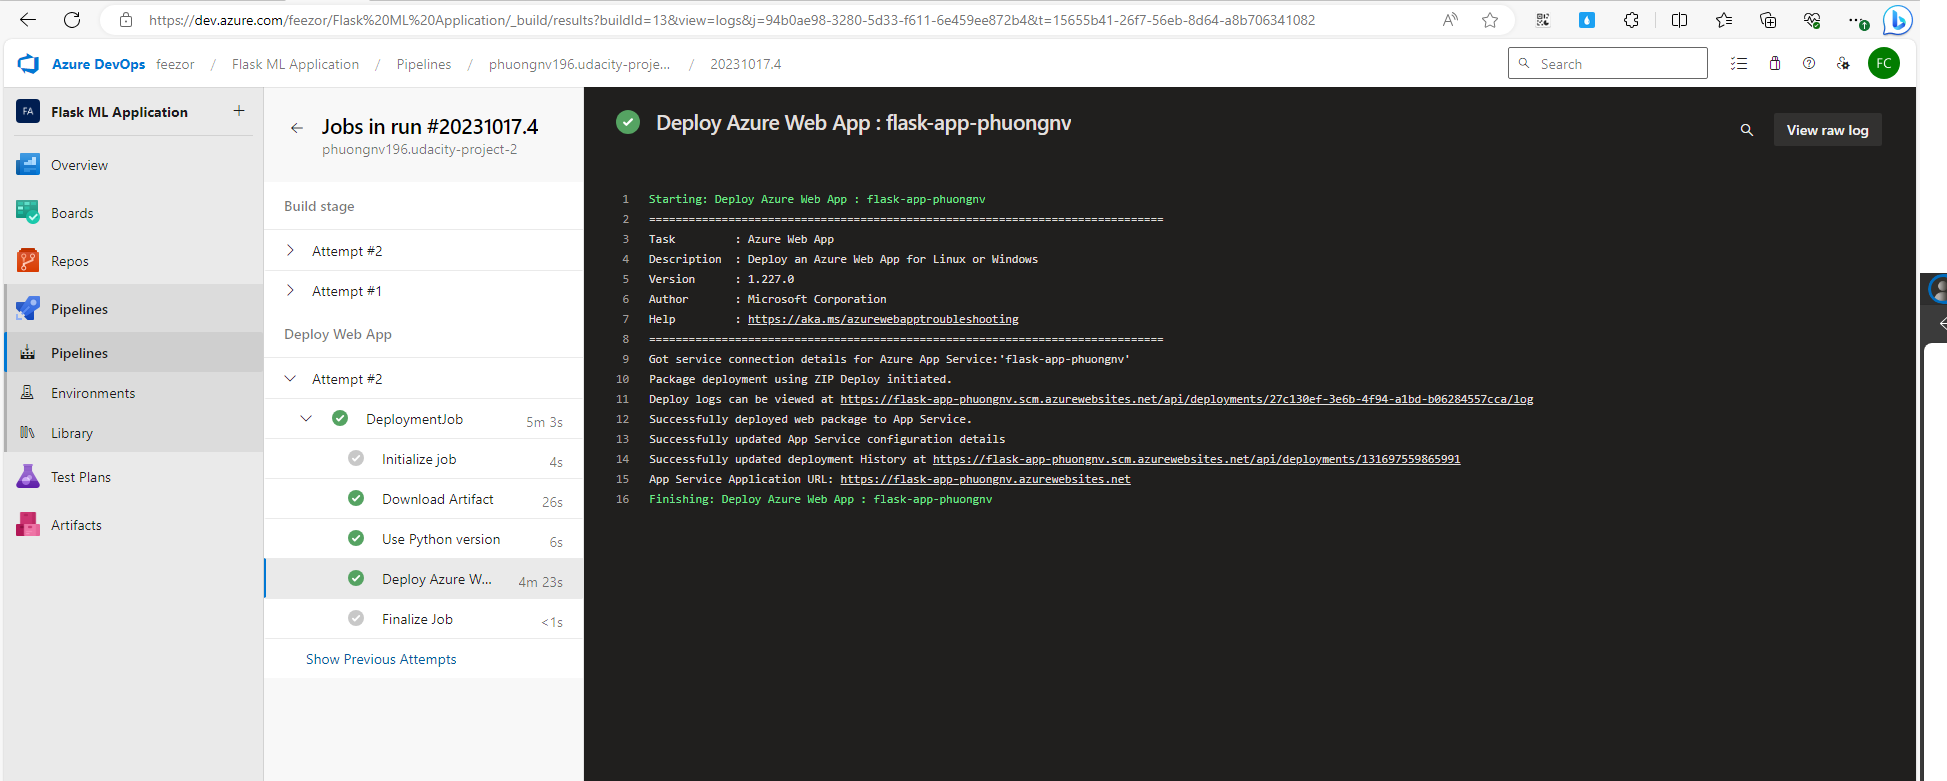 https://dev.azure.com/feezor/Flask%20ML%20Application/_build/results?buildId=13&view=logs&j=94b0ae98-3280-5d33-f611-6e459ee872b4&t=15655b41-26f7-56eb-8d64-a8b706341082
Azure DevOps feezor / Flask ML Application / Pipelines / phuongnv196.udacity-proje... / 20231017.4
Search
FC
FA Flask ML Application +
Overview
Boards
Repos
Pipelines
Pipelines
Environments
Library
Test Plans
Artifacts
Jobs in run #20231017.4
phuongnv196.udacity-project-2
Build stage
Attempt #2
Attempt #1
Deploy Web App
Attempt #2
DeploymentJob 5m 3s
Initialize job 4s
Download Artifact 26s
Use Python version 6s
Deploy Azure W... 4m 23s
Finalize Job <1s
Show Previous Attempts
Deploy Azure Web App : flask-app-phuongnv
View raw log
1 Starting: Deploy Azure Web App : flask-app-phuongnv
2 ==============================================================================
3 Task : Azure Web App
4 Description : Deploy an Azure Web App for Linux or Windows
5 Version : 1.227.0
6 Author : Microsoft Corporation
7 Help : https://aka.ms/azurewebapptroubleshooting
8 ==============================================================================
9 Got service connection details for Azure App Service:'flask-app-phuongnv'
10 Package deployment using ZIP Deploy initiated.
11 Deploy logs can be viewed at https://flask-app-phuongnv.scm.azurewebsites.net/api/deployments/27c130ef-3e6b-4f94-a1bd-b06284557cca/log
12 Successfully deployed web package to App Service.
13 Successfully updated App Service configuration details
14 Successfully updated deployment History at https://flask-app-phuongnv.scm.azurewebsites.net/api/deployments/131697559865991
15 App Service Application URL: https://flask-app-phuongnv.azurewebsites.net
16 Finishing: Deploy Azure Web App : flask-app-phuongnv